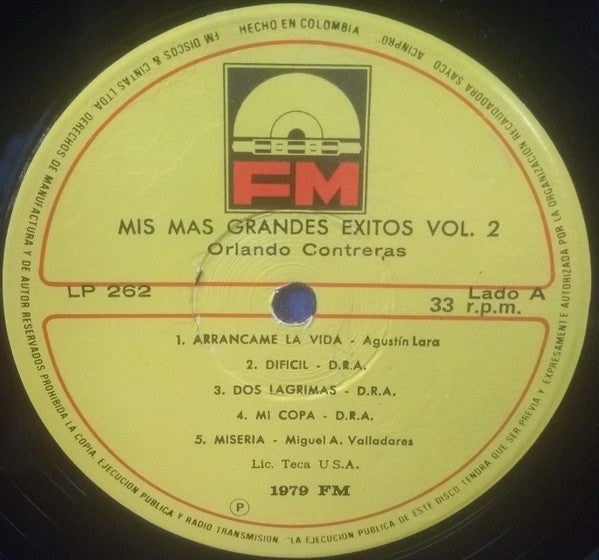 FM DISCOS & CINTAS LTDA. DERECHOS DE MANUFACTURA Y DE AUTOR RESERVADOS PROHIBIDA LA COPIA, EJECUCION PUBLICA Y RADIO TRANSMISION. "LA EJECUCION PUBLICA DE ESTE DISCO TENDRA QUE SER PREVIA Y EXPRESAMENTE AUTORIZADA POR LA ORGANIZACION RECAUDADORA SAYCO ACINPRO"
HECHO EN COLOMBIA
FM
MIS MAS GRANDES EXITOS VOL. 2
Orlando Contreras
LP 262
Lado A
33 r.p.m.
1. ARRANCAME LA VIDA - Agustín Lara
2. DIFICIL - D.R.A.
3. DOS LAGRIMAS - D.R.A.
4. MI COPA - D.R.A.
5. MISERIA - Miguel A. Valladares
Lic. Teca U.S.A.
1979 FM
P